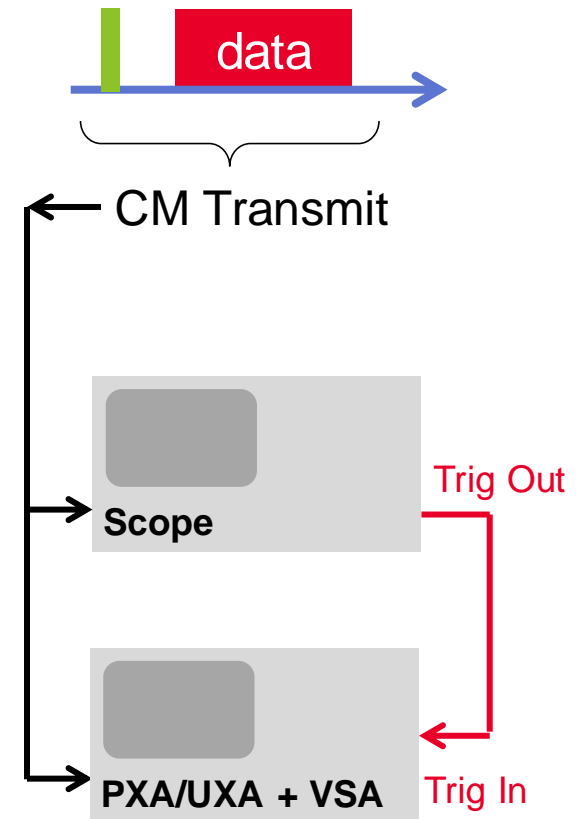 data
CM Transmit
Trig Out
Scope
PXA/UXA + VSA
Trig In